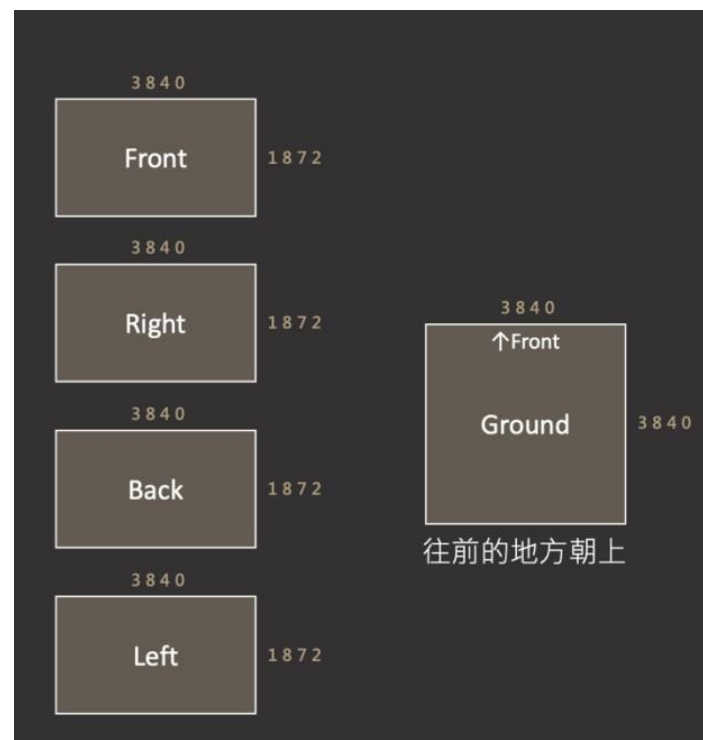 3840
Front
1872
3840
Right
1872
3840
Back
1872
3840
Left
1872
3840
↑Front
Ground
3840
往前的地方朝上